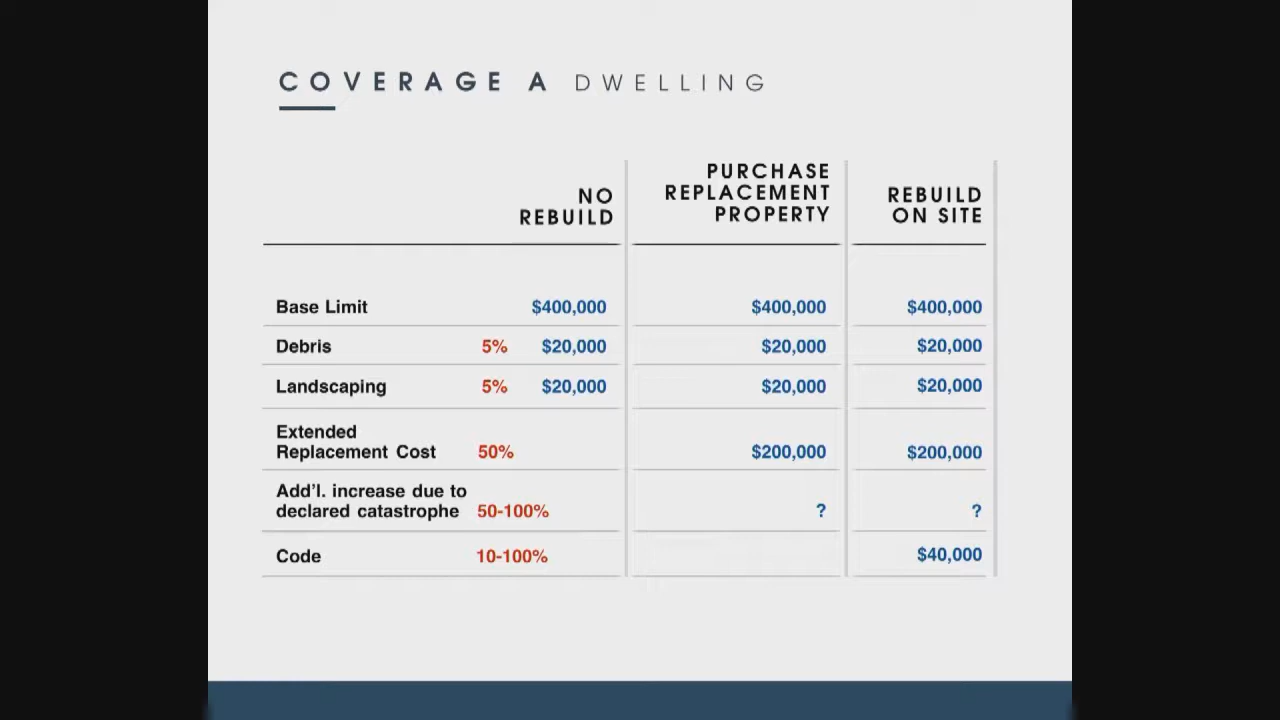 COVERAGE A DWELLING
NO
REBUILD
PURCHASE
REPLACEMENT
PROPERTY
REBUILD
ON SITE
Base Limit $400,000 $400,000 $400,000
Debris 5% $20,000 $20,000 $20,000
Landscaping 5% $20,000 $20,000 $20,000
Extended
Replacement Cost 50% $200,000 $200,000
Add'l. increase due to
declared catastrophe 50-100% ? ?
Code 10-100% $40,000